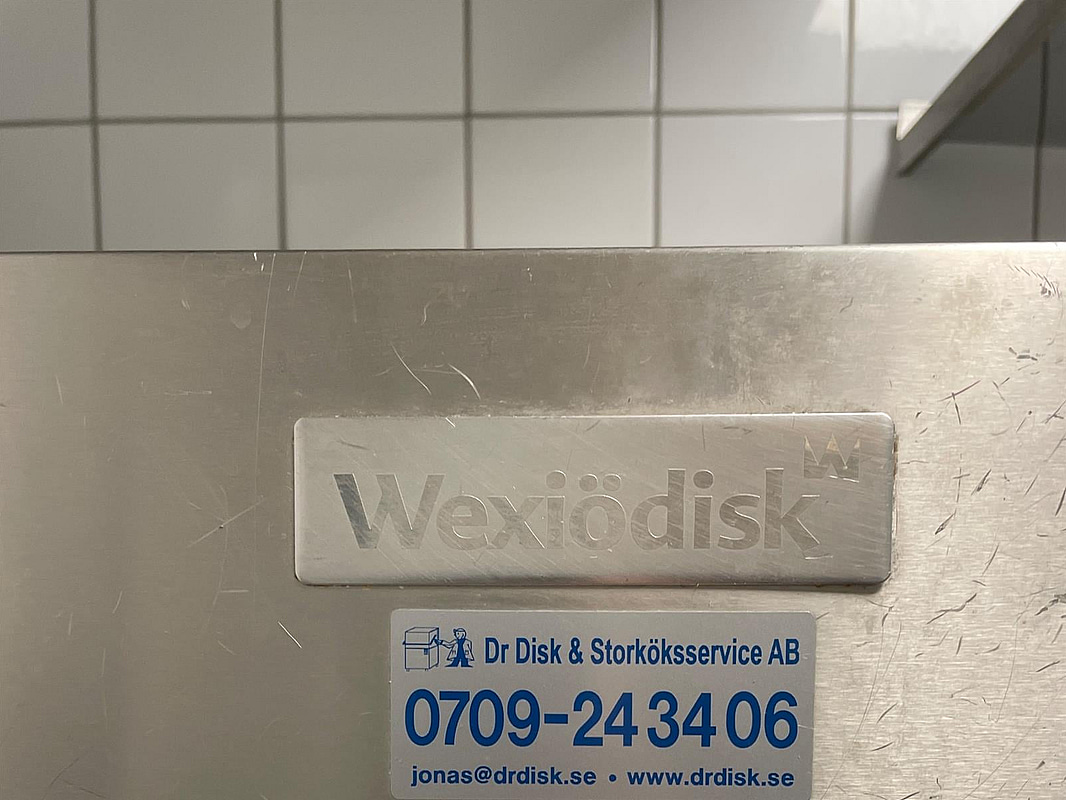 Wexiödisk
Dr Disk & Storköksservice AB
0709-24 34 06
jonas@drdisk.se • www.drdisk.se